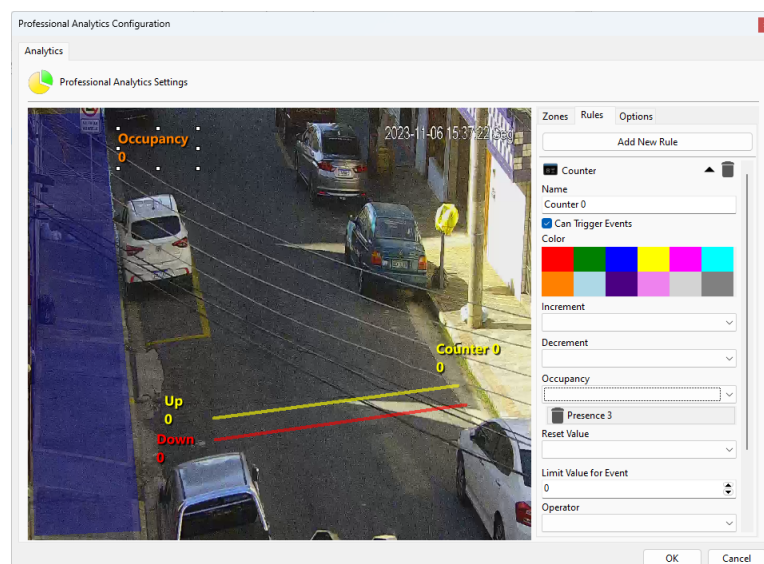 Professional Analytics Configuration
Analytics
Professional Analytics Settings
Zones Rules Options
Add New Rule
Counter
Name
Counter 0
Can Trigger Events
Color
Increment
Decrement
Occupancy
Presence 3
Reset Value
Limit Value for Event
0
Operator
OK Cancel
Occupancy
0
2023-11-06 15:37:22 seg
Counter 0
0
Up
0
Down
0